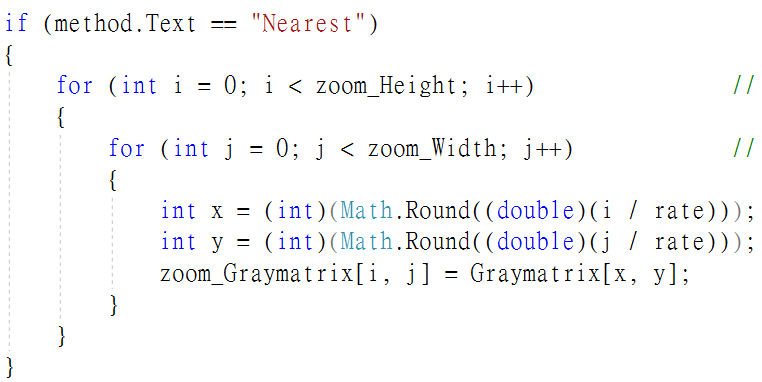 if (method.Text == "Nearest")
{
    for (int i = 0; i < zoom_Height; i++)               //
    {
        for (int j = 0; j < zoom_Width; j++)            //
        {
            int x = (int)(Math.Round((double)(i / rate)));
            int y = (int)(Math.Round((double)(j / rate)));
            zoom_Graymatrix[i, j] = Graymatrix[x, y];
        }
    }
}